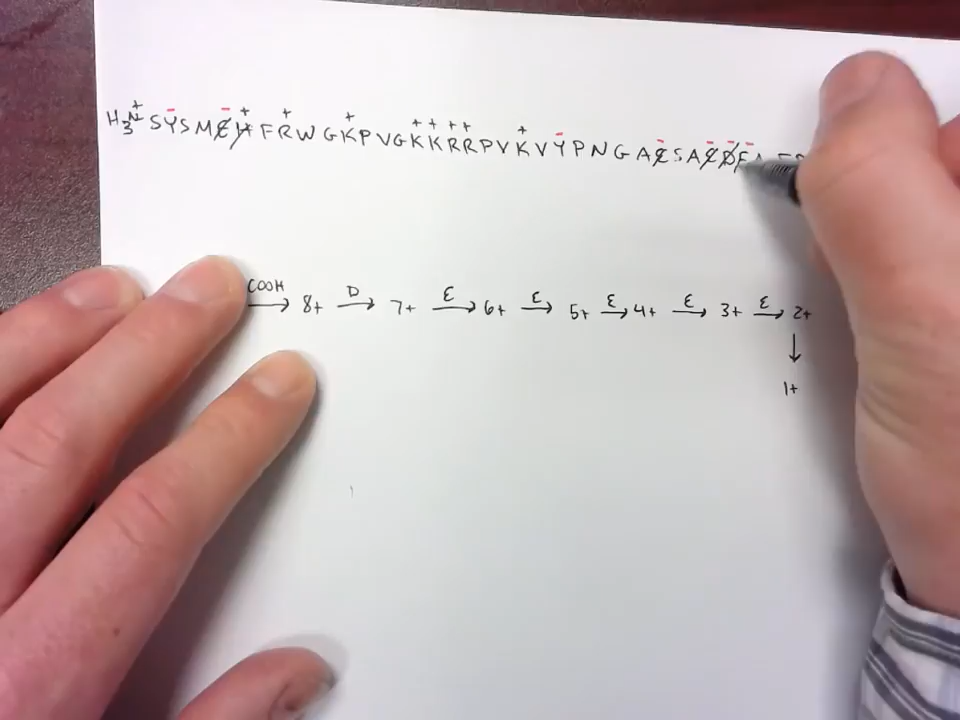 H3N+ SYSMEHFRWGKPVGKKRRPVKVYPNGAESAEDE
COOH → 8+ D → 7+ E → 6+ E → 5+ E → 4+ E → 3+ E → 2+
↓
1+